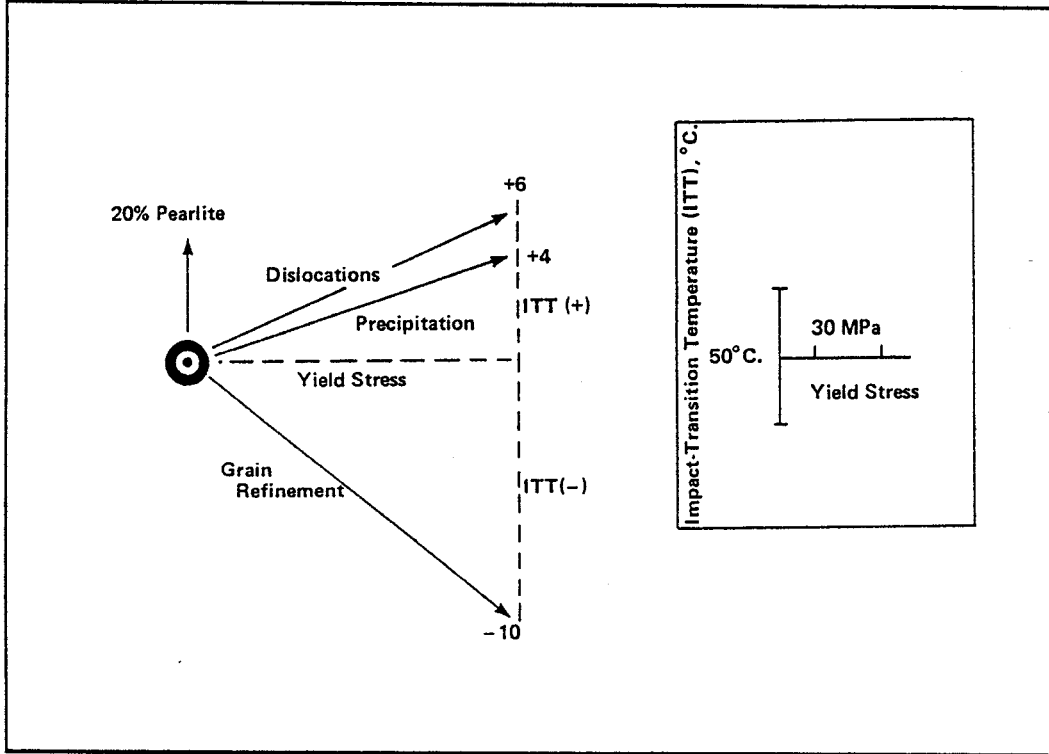 +6
20% Pearlite
Dislocations
+4
ITT (+)
Precipitation
Yield Stress
Grain
Refinement
ITT(−)
−10
Impact-Transition Temperature (ITT), °C.
30 MPa
50°C.
Yield Stress